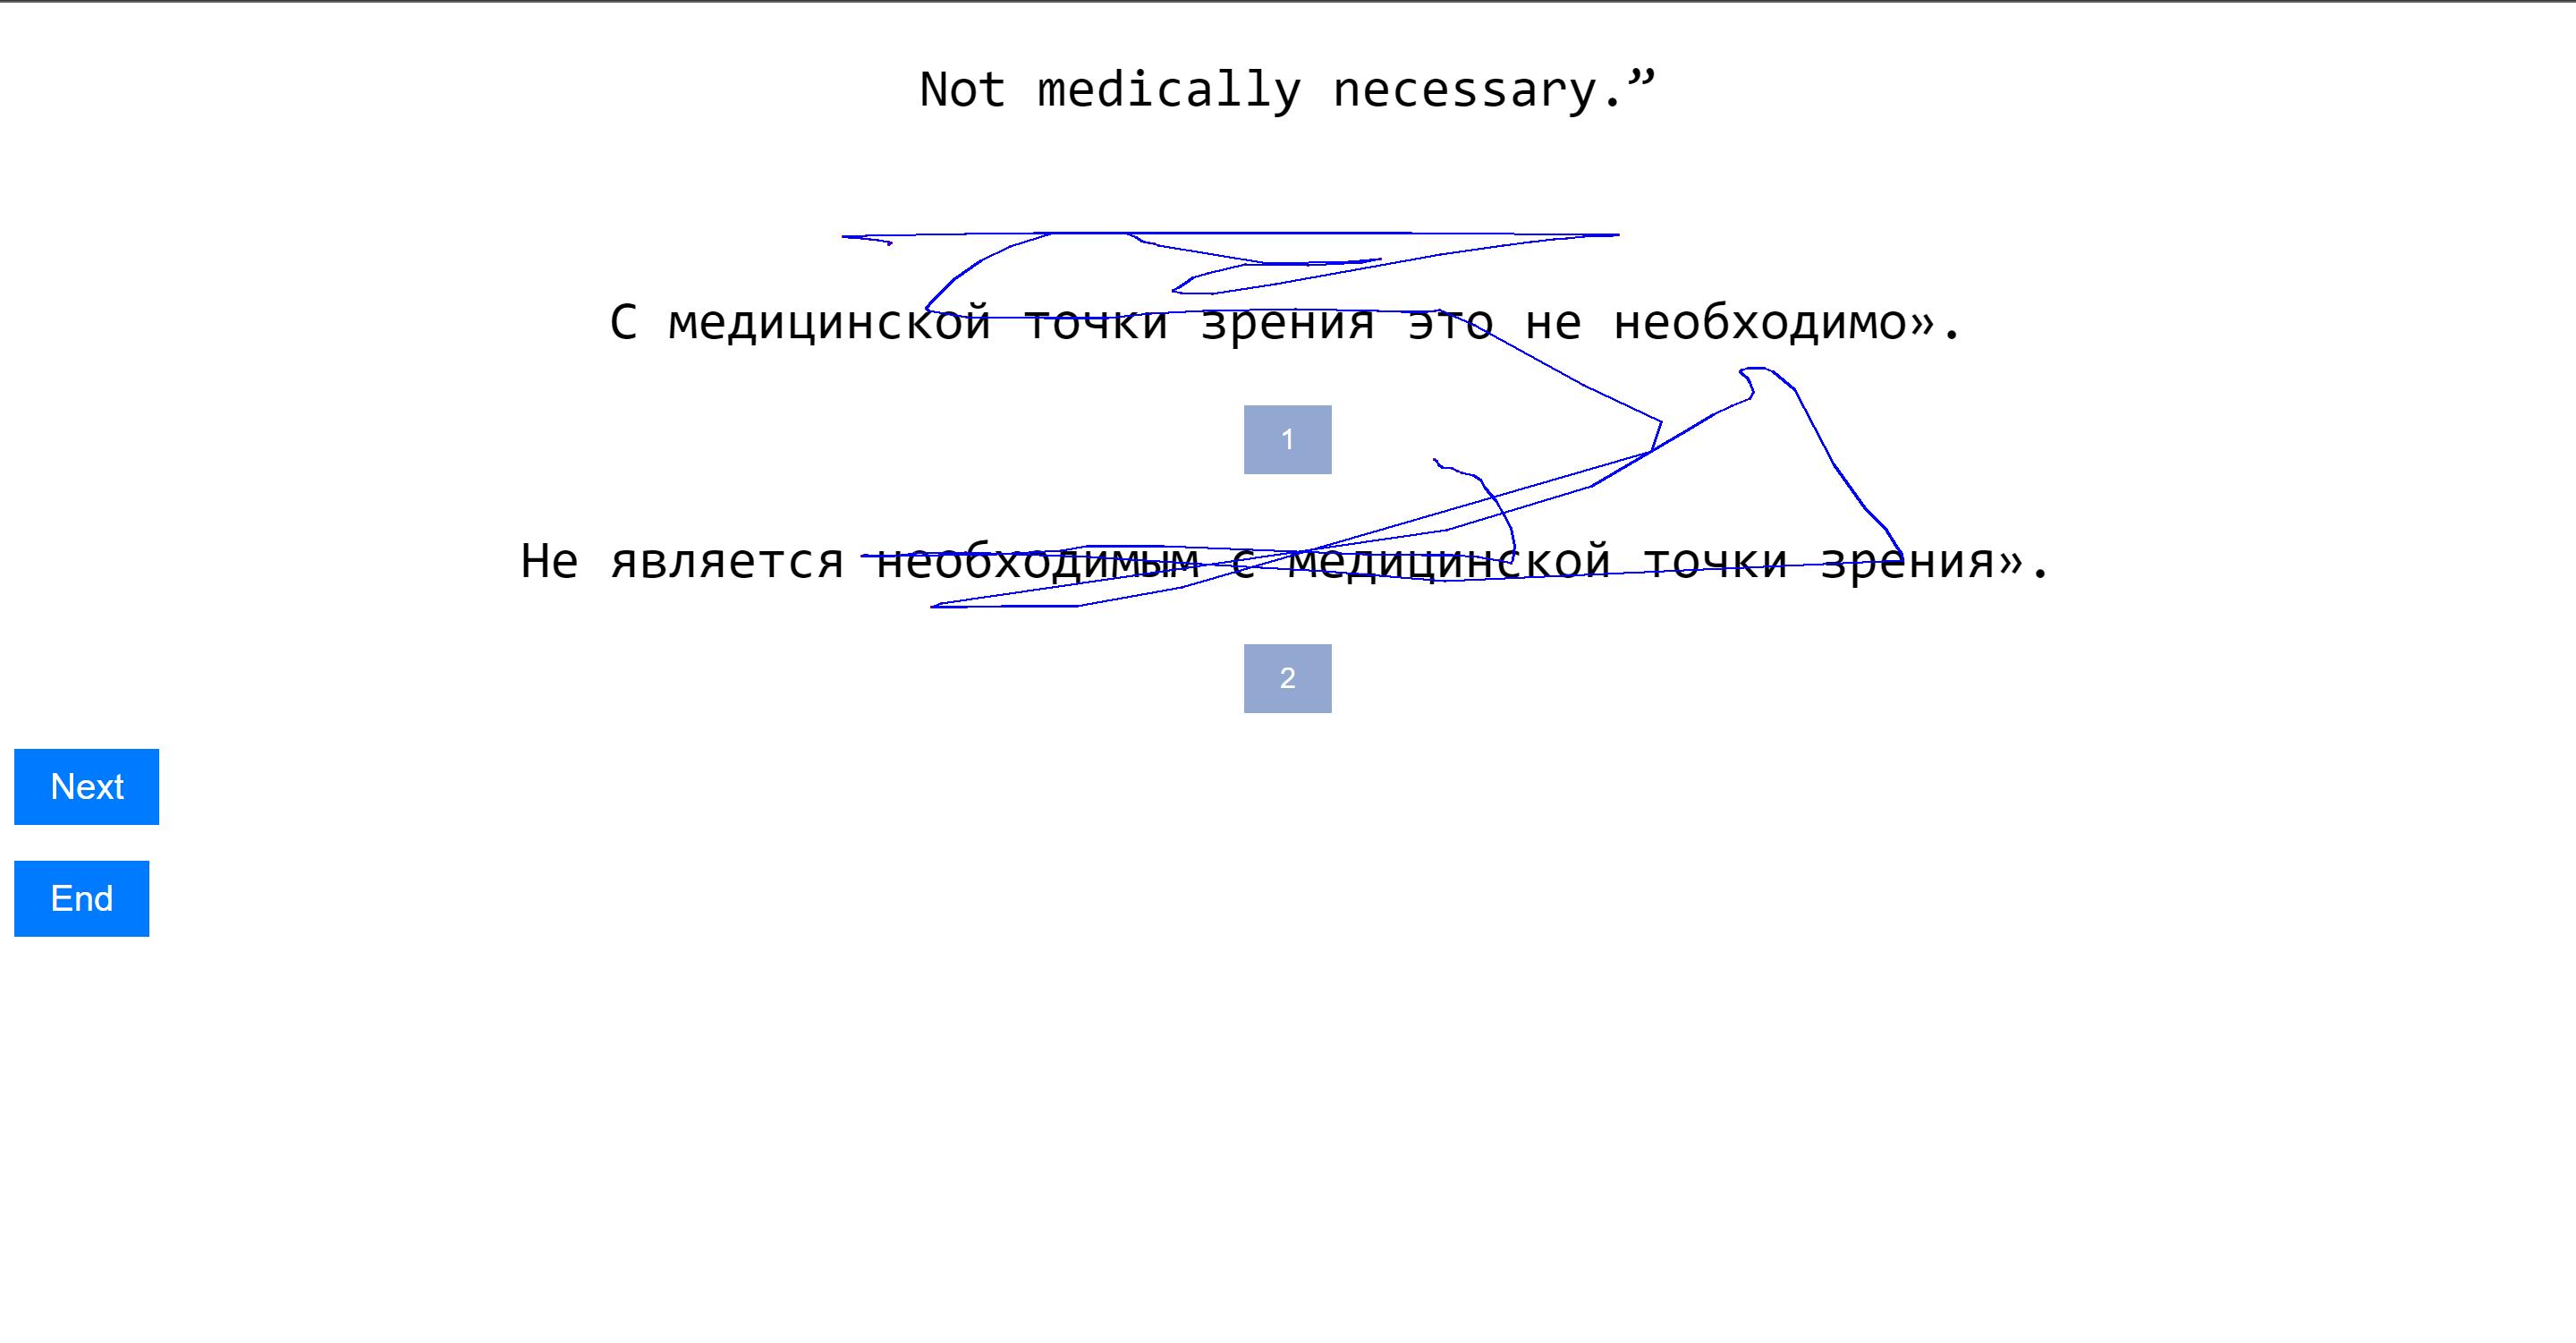 Not medically necessary.”
С медицинской точки зрения это не необходимо».
1
Не является необходимым с медицинской точки зрения».
2
Next
End